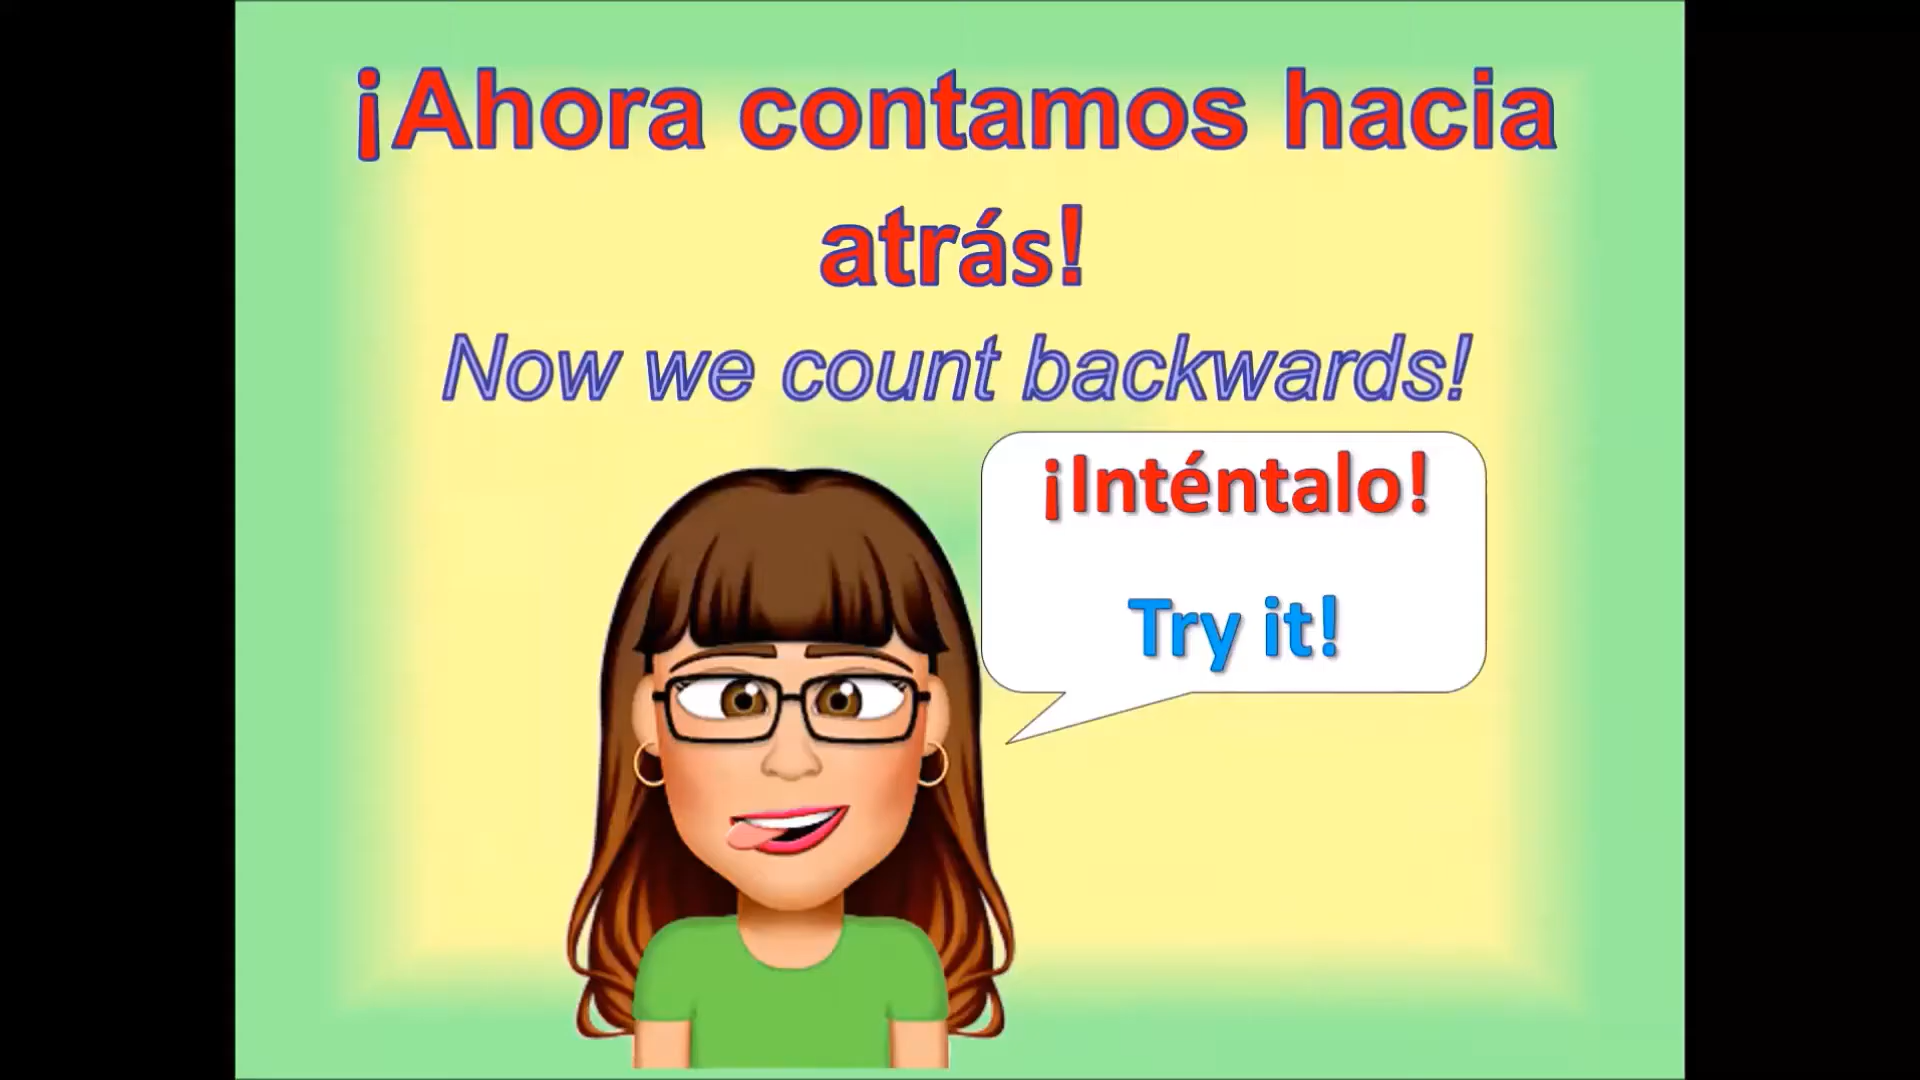 ¡Ahora contamos hacia
atrás!
Now we count backwards!
¡Inténtalo!
Try it!